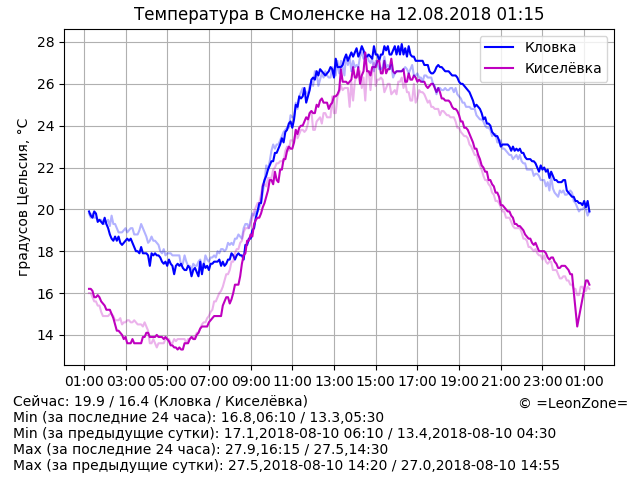 Температура в Смоленске на 12.08.2018 01:15
градусов Цельсия, °C
28
26
24
22
20
18
16
14
Кловка
Киселёвка
01:00 03:00 05:00 07:00 09:00 11:00 13:00 15:00 17:00 19:00 21:00 23:00 01:00
Сейчас: 19.9 / 16.4 (Кловка / Киселёвка)
© =LeonZone=
Min (за последние 24 часа): 16.8,06:10 / 13.3,05:30
Min (за предыдущие сутки): 17.1,2018-08-10 06:10 / 13.4,2018-08-10 04:30
Max (за последние 24 часа): 27.9,16:15 / 27.5,14:30
Max (за предыдущие сутки): 27.5,2018-08-10 14:20 / 27.0,2018-08-10 14:55